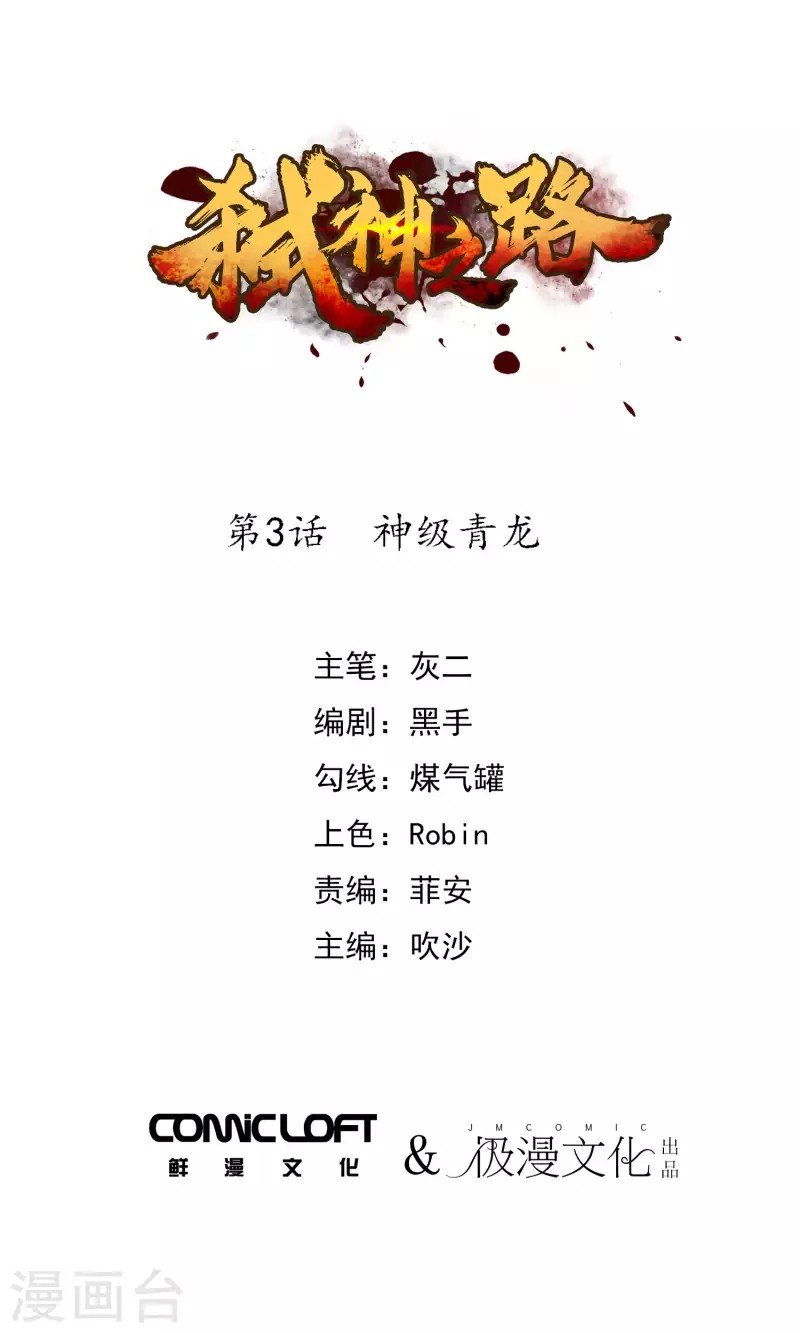 弑神之路
第3话 神级青龙
主笔：灰二
编剧：黑手
勾线：煤气罐
上色：Robin
责编：菲安
主编：吹沙
COMICLOFT
鲜漫文化
&
JMCOMIC
极漫文化
出品
漫画台